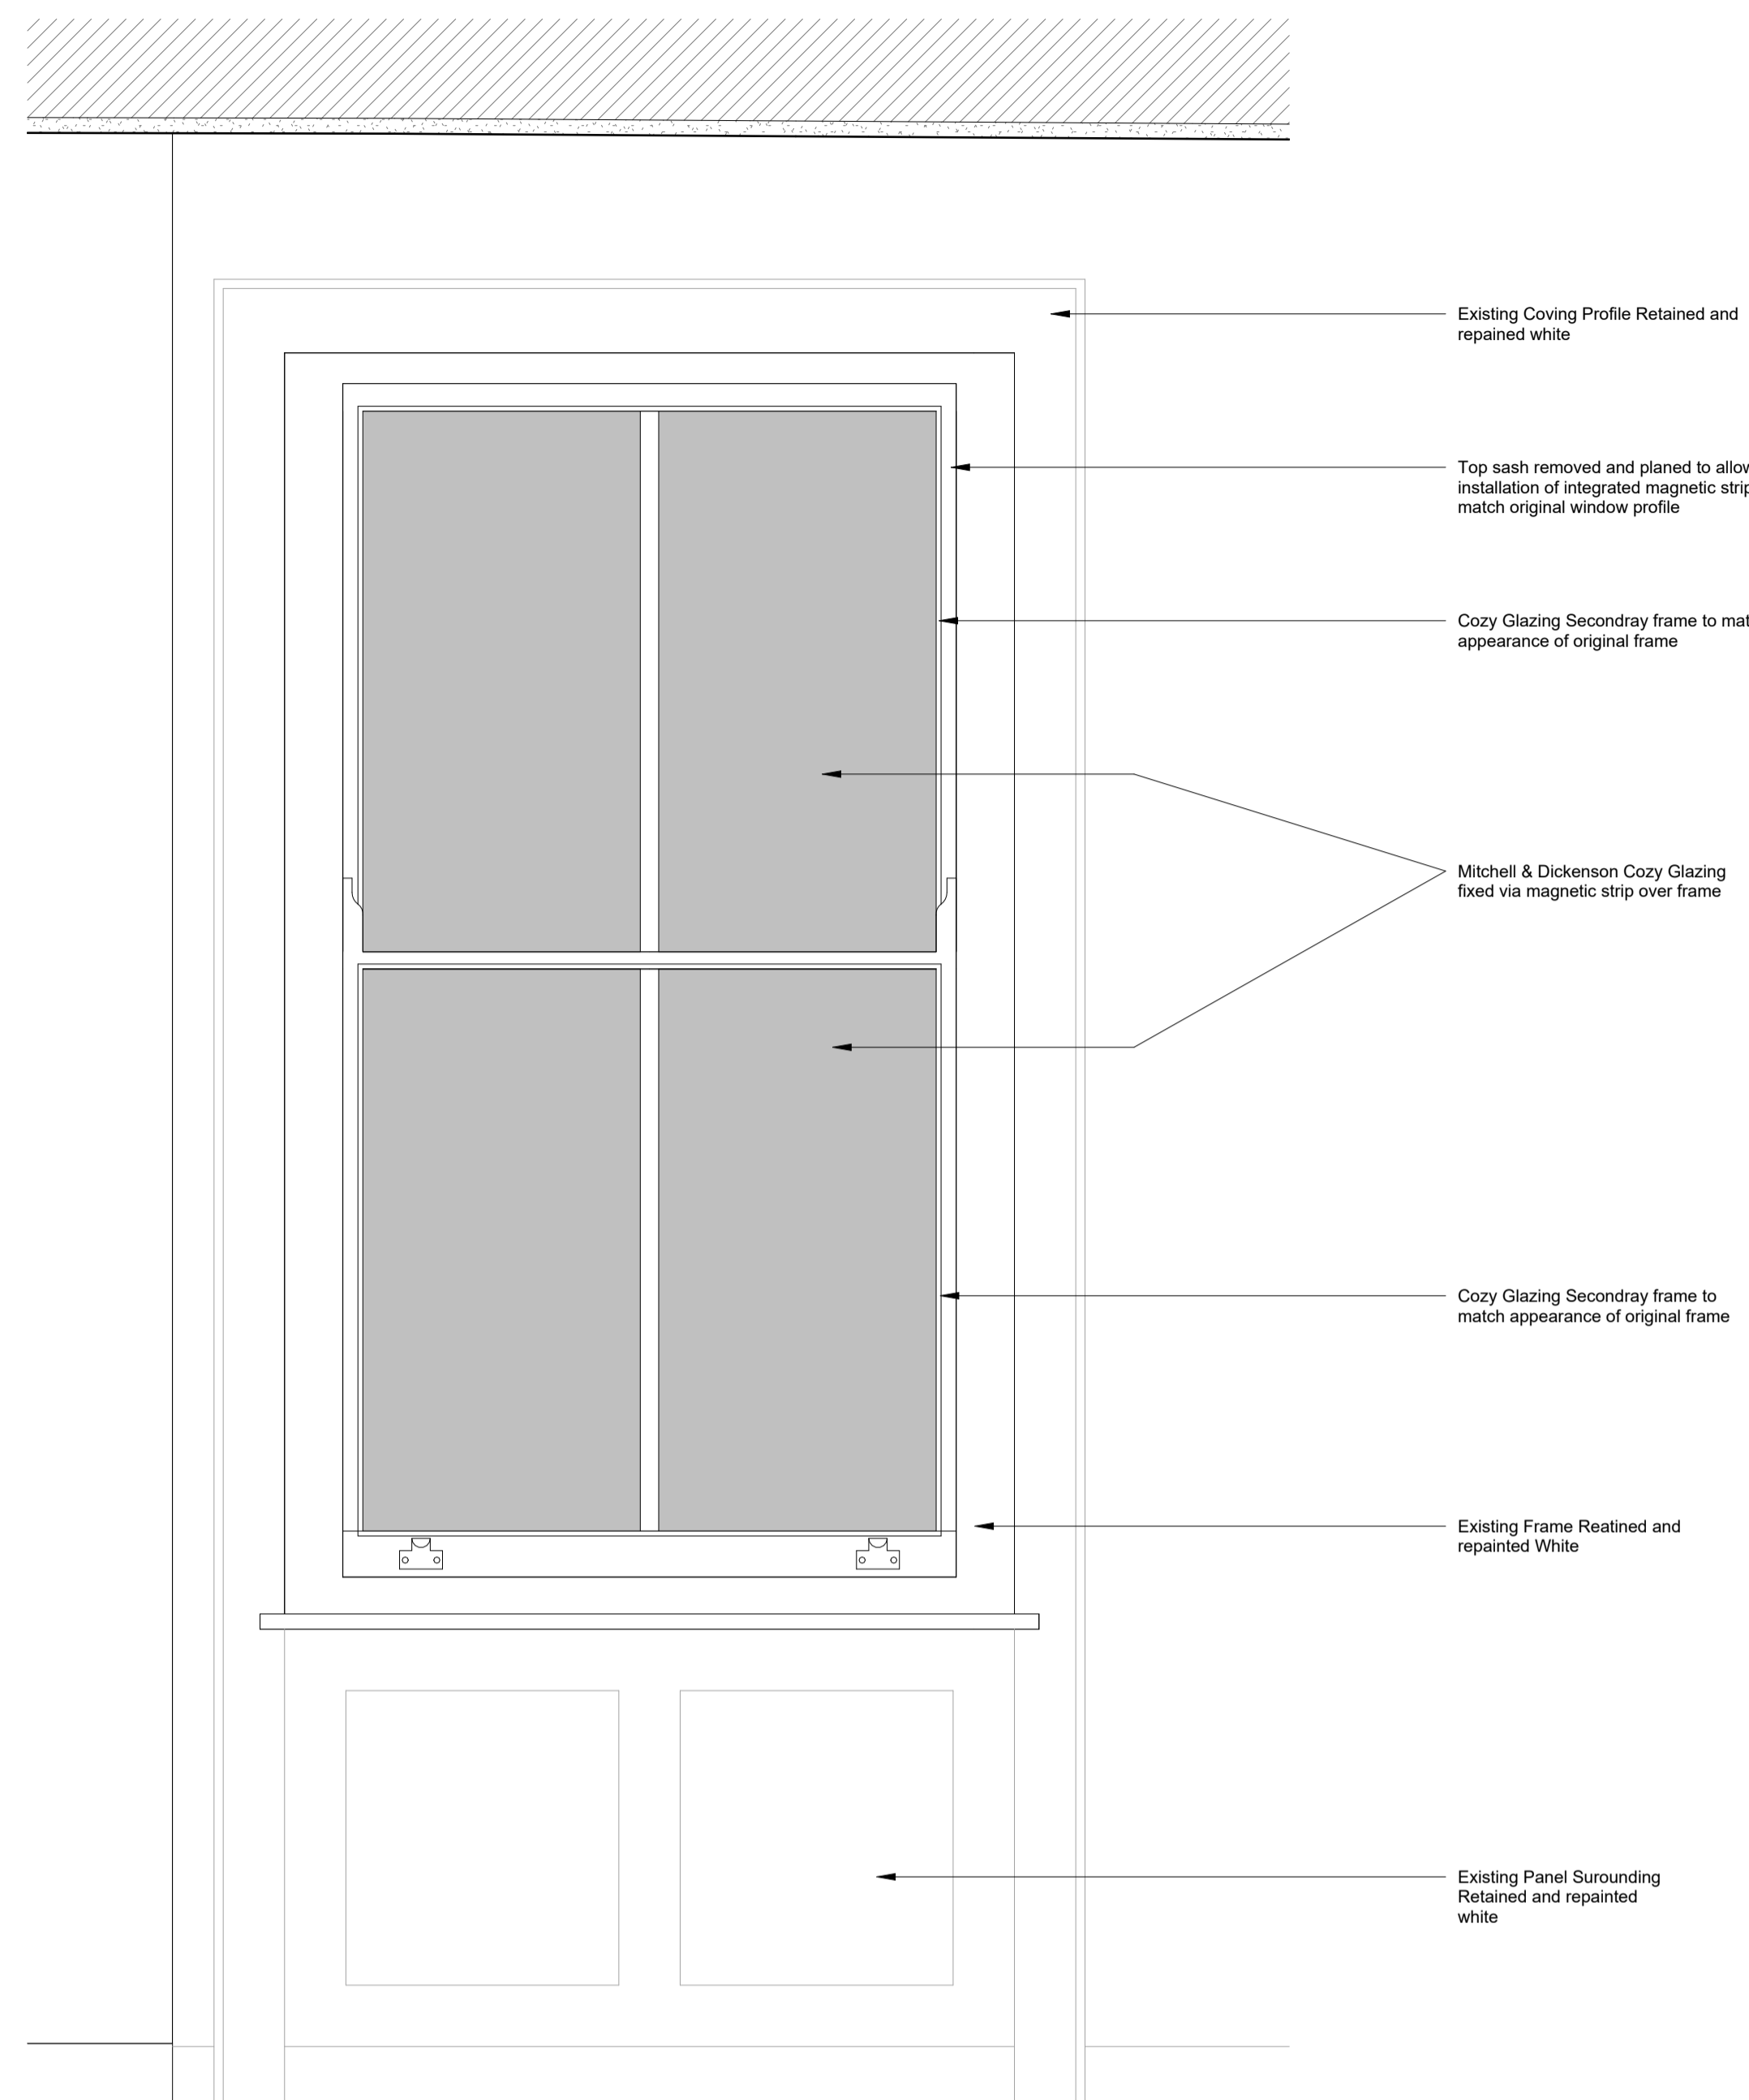 Existing Coving Profile Retained and
repained white
Top sash removed and planed to allow
installation of integrated magnetic strip
match original window profile
Cozy Glazing Secondray frame to mat
appearance of original frame
Mitchell & Dickenson Cozy Glazing
fixed via magnetic strip over frame
Cozy Glazing Secondray frame to
match appearance of original frame
Existing Frame Reatined and
repainted White
Existing Panel Surounding
Retained and repainted
white